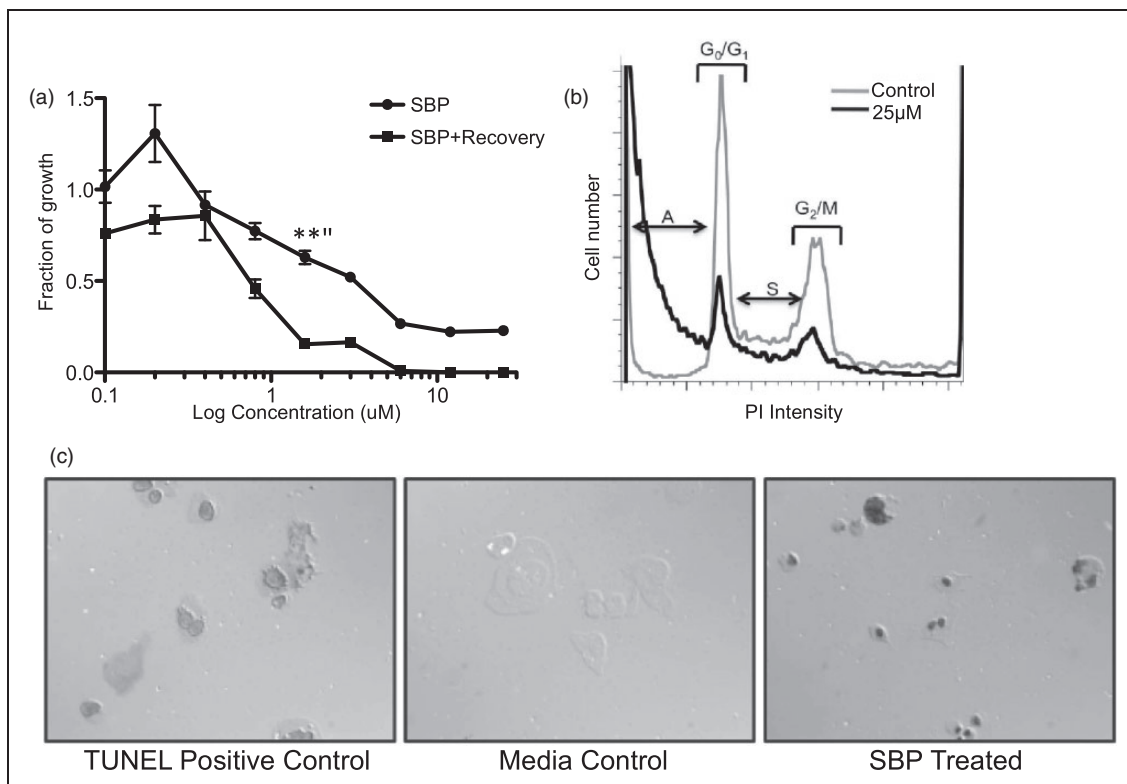 (a)
1.5
1.0
0.5
0.0
Fraction of growth
SBP
SBP+Recovery
**"
0.1
1
10
Log Concentration (uM)
(b)
G0/G1
Control
25µM
A
G2/M
S
Cell number
PI Intensity
(c)
TUNEL Positive Control
Media Control
SBP Treated